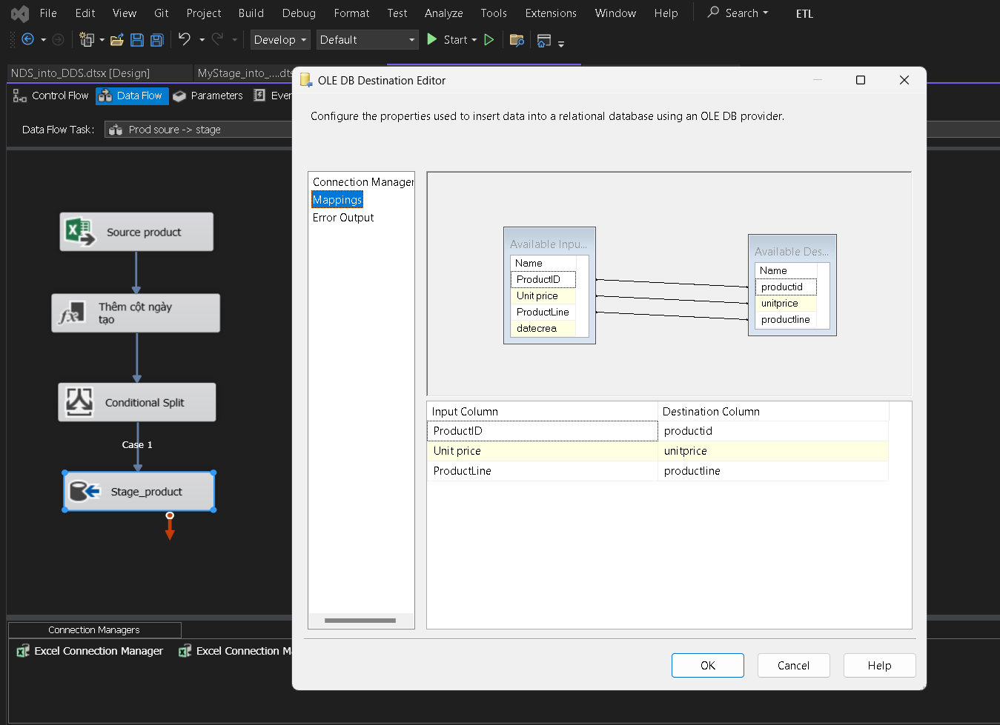 File Edit View Git Project Build Debug Format Test Analyze Tools Extensions Window Help Search ETL
Develop Default Start
NDS_into_DDS.dtsx [Design] MyStage_into_....dts
Control Flow Data Flow Parameters Ever
Data Flow Task: Prod soure -> stage
Source product
Thêm cột ngày
tạo
Conditional Split
Case 1
Stage_product
Connection Managers
Excel Connection Manager Excel Connection M
OLE DB Destination Editor
Configure the properties used to insert data into a relational database using an OLE DB provider.
Connection Manager
Mappings
Error Output
Available Inpu...
Name
ProductID
Unit price
ProductLine
datecrea
Available Des...
Name
productid
unitprice
productline
Input Column Destination Column
ProductID productid
Unit price unitprice
ProductLine productline
OK Cancel Help